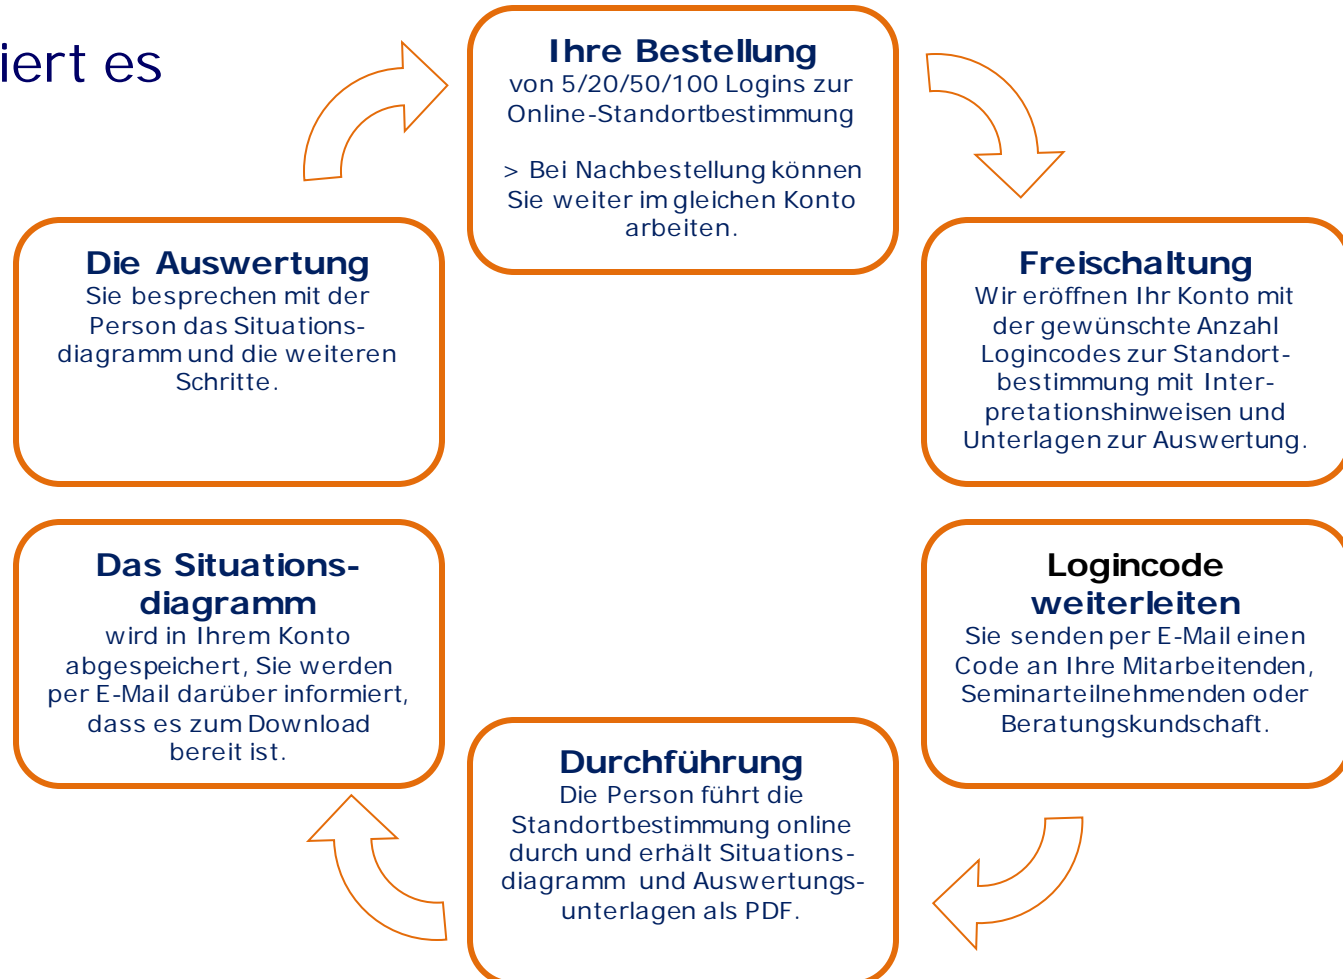 iert es
Ihre Bestellung
von 5/20/50/100 Logins zur
Online-Standortbestimmung
> Bei Nachbestellung können
Sie weiter im gleichen Konto
arbeiten.
Freischaltung
Wir eröffnen Ihr Konto mit
der gewünschte Anzahl
Logincodes zur Standort-
bestimmung mit Inter-
pretationshinweisen und
Unterlagen zur Auswertung.
Logincode
weiterleiten
Sie senden per E-Mail einen
Code an Ihre Mitarbeitenden,
Seminarteilnehmenden oder
Beratungskundschaft.
Durchführung
Die Person führt die
Standortbestimmung online
durch und erhält Situations-
diagramm und Auswertungs-
unterlagen als PDF.
Das Situations-
diagramm
wird in Ihrem Konto
abgespeichert, Sie werden
per E-Mail darüber informiert,
dass es zum Download
bereit ist.
Die Auswertung
Sie besprechen mit der
Person das Situations-
diagramm und die weiteren
Schritte.